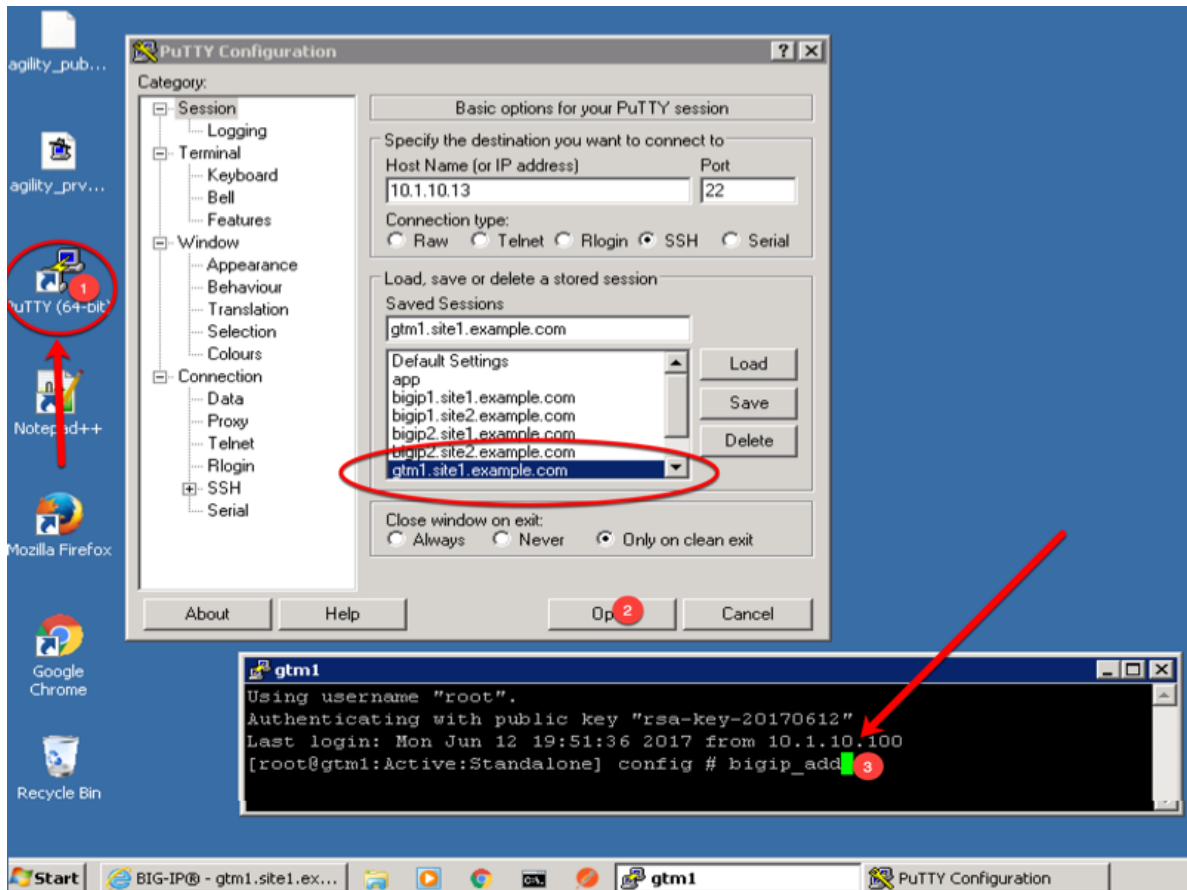 agility_pub...
agility_prv...
1
PuTTY (64-bit)
Notepad++
Mozilla Firefox
Google
Chrome
Recycle Bin
PuTTY Configuration
Category:
Session
Logging
Terminal
Keyboard
Bell
Features
Window
Appearance
Behaviour
Translation
Selection
Colours
Connection
Data
Proxy
Telnet
Rlogin
SSH
Serial
Basic options for your PuTTY session
Specify the destination you want to connect to
Host Name (or IP address) Port
10.1.10.13 22
Connection type:
Raw Telnet Rlogin SSH Serial
Load, save or delete a stored session
Saved Sessions
gtm1.site1.example.com
Default Settings
app
bigip1.site1.example.com
bigip1.site2.example.com
bigip2.site1.example.com
bigip2.site2.example.com
gtm1.site1.example.com
Load
Save
Delete
Close window on exit:
Always Never Only on clean exit
About Help Op 2 Cancel
gtm1
Using username "root".
Authenticating with public key "rsa-key-20170612"
Last login: Mon Jun 12 19:51:36 2017 from 10.1.10.100
[root@gtm1:Active:Standalone] config # bigip_add 3
Start BIG-IP® - gtm1.site1.ex... gtm1 PuTTY Configuration